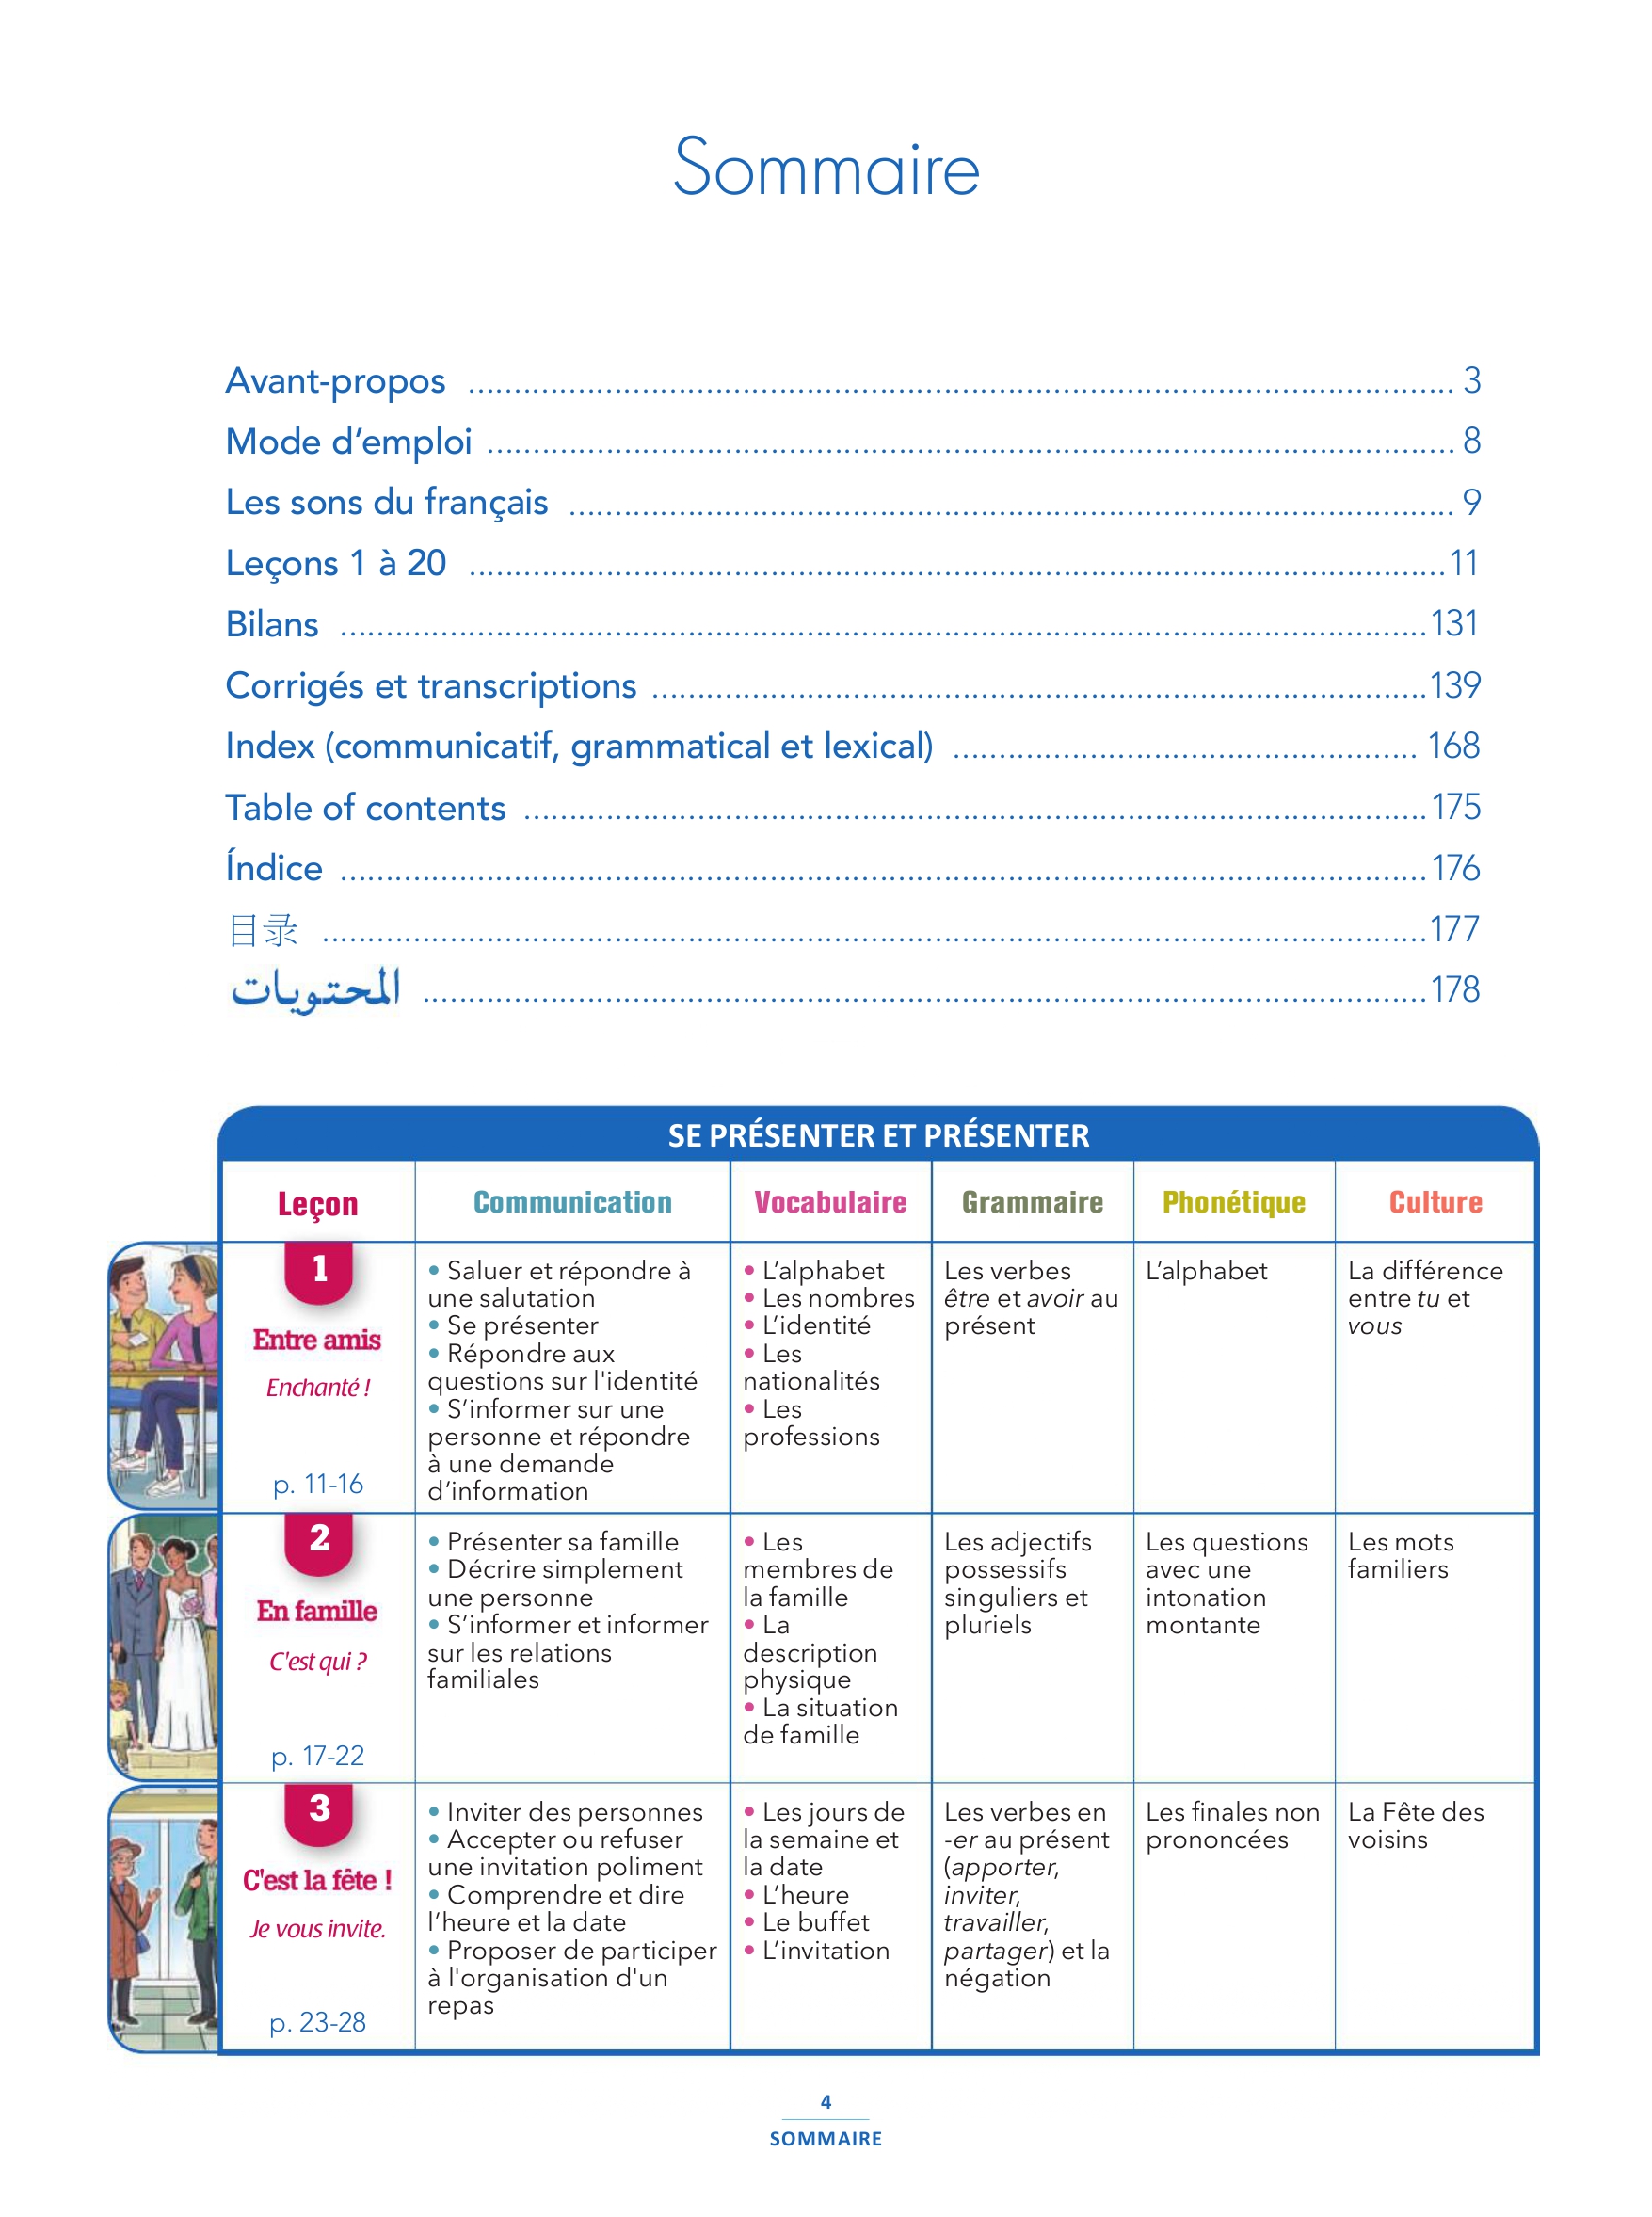 Sommaire
Avant-propos ........ 3
Mode d’emploi ........ 8
Les sons du français ........ 9
Leçons 1 à 20 ........ 11
Bilans ........ 131
Corrigés et transcriptions ........ 139
Index (communicatif, grammatical et lexical) ........ 168
Table of contents ........ 175
Índice ........ 176
目录 ........ 177
المحتويات ........ 178
SE PRÉSENTER ET PRÉSENTER
Leçon
Communication
Vocabulaire
Grammaire
Phonétique
Culture
1
Entre amis
Enchanté !
p. 11-16
• Saluer et répondre à
une salutation
• Se présenter
• Répondre aux
questions sur l'identité
• S’informer sur une
personne et répondre
à une demande
d’information
• L’alphabet
• Les nombres
• L’identité
• Les
nationalités
• Les
professions
Les verbes
être et avoir au
présent
L’alphabet
La différence
entre tu et
vous
2
En famille
C'est qui ?
p. 17-22
• Présenter sa famille
• Décrire simplement
une personne
• S’informer et informer
sur les relations
familiales
• Les
membres de
la famille
• La
description
physique
• La situation
de famille
Les adjectifs
possessifs
singuliers et
pluriels
Les questions
avec une
intonation
montante
Les mots
familiers
3
C'est la fête !
Je vous invite.
p. 23-28
• Inviter des personnes
• Accepter ou refuser
une invitation poliment
• Comprendre et dire
l’heure et la date
• Proposer de participer
à l'organisation d'un
repas
• Les jours de
la semaine et
la date
• L’heure
• Le buffet
• L’invitation
Les verbes en
-er au présent
(apporter,
inviter,
travailler,
partager) et la
négation
Les finales non
prononcées
La Fête des
voisins
4
SOMMAIRE